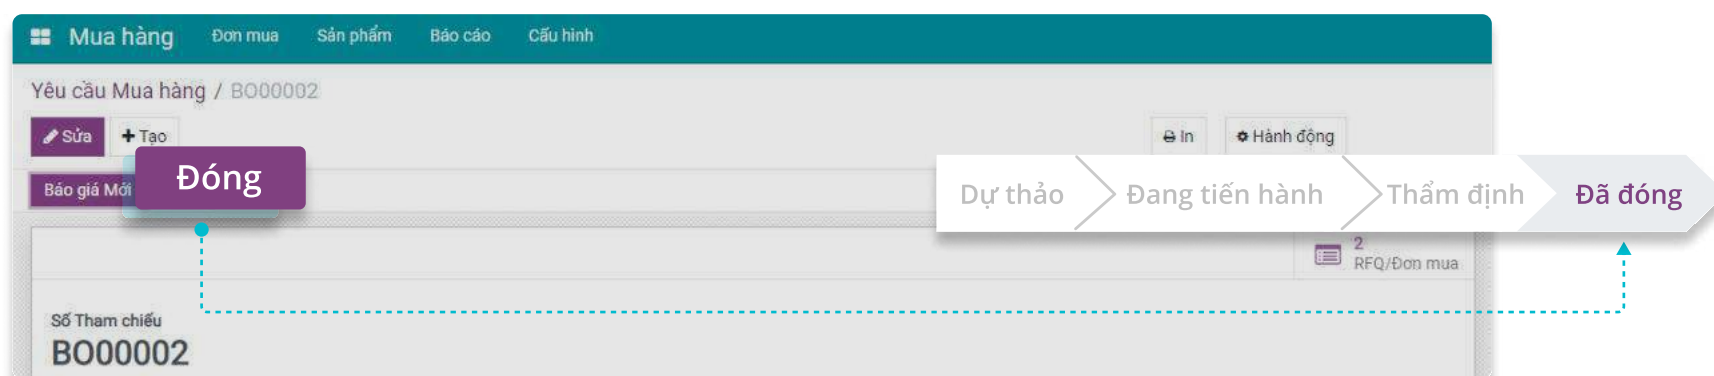 Mua hàng Đơn mua Sản phẩm Báo cáo Cấu hình
Yêu cầu Mua hàng / BO00002
Sửa Tạo In Hành động
Báo giá Mới Đóng Dự thảo Đang tiến hành Thẩm định Đã đóng
2
RFQ/Đơn mua
Số Tham chiếu
BO00002